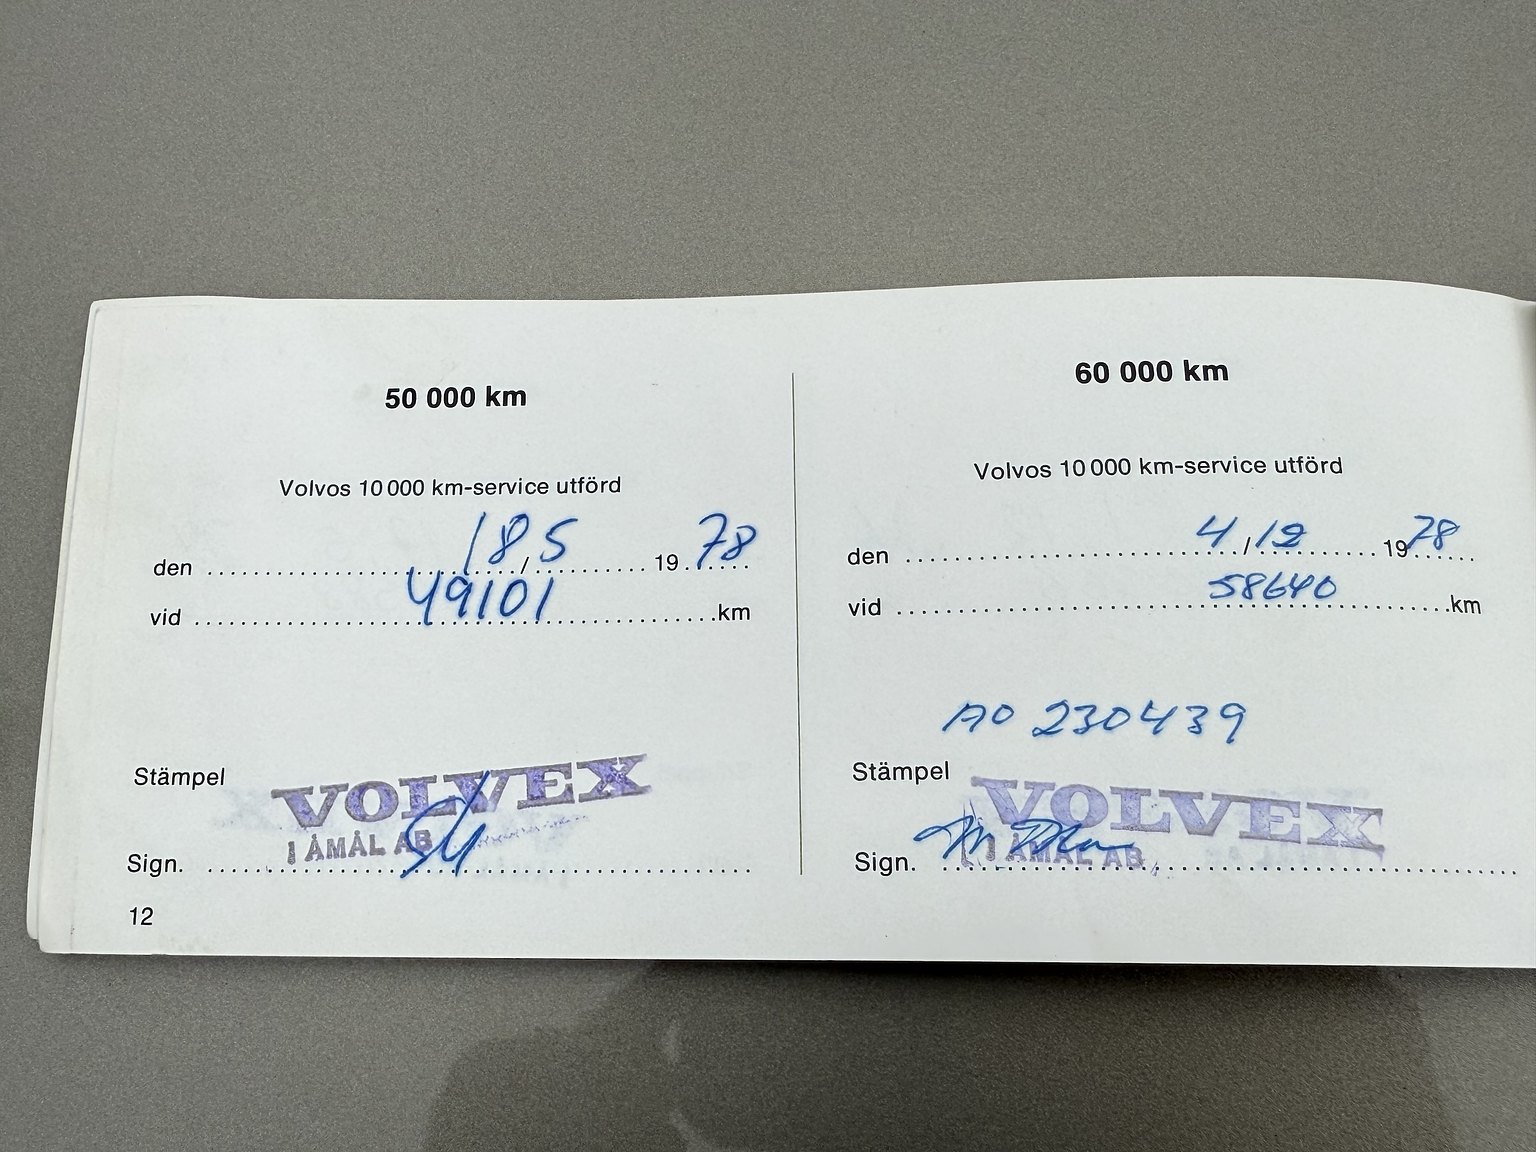 50 000 km
Volvos 10 000 km-service utförd
den 18/5 1978
vid 49101 km
Stämpel
VOLVEX
I ÅMÅL AB
Sign.
12
60 000 km
Volvos 10 000 km-service utförd
den 4/12 1978
vid 58640 km
AO 230439
Stämpel
VOLVEX
I ÅMÅL AB
Sign.